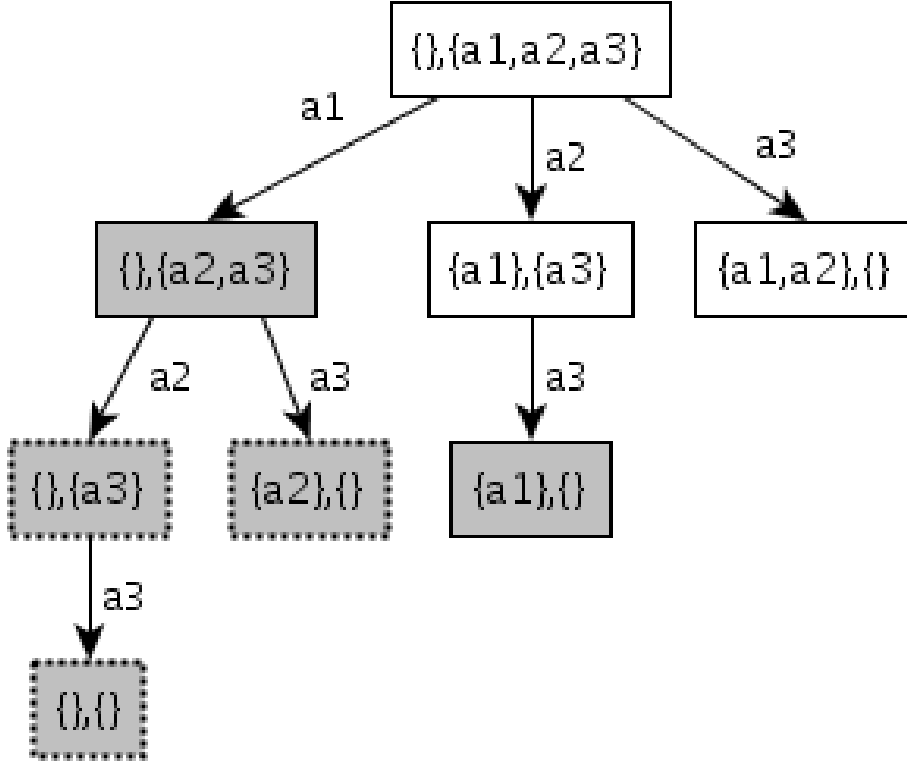 {},{a1,a2,a3}
a1
a2
a3
{},{a2,a3}
{a1},{a3}
{a1,a2},{}
a2
a3
a3
{},{a3}
{a2},{}
{a1},{}
a3
{},{}